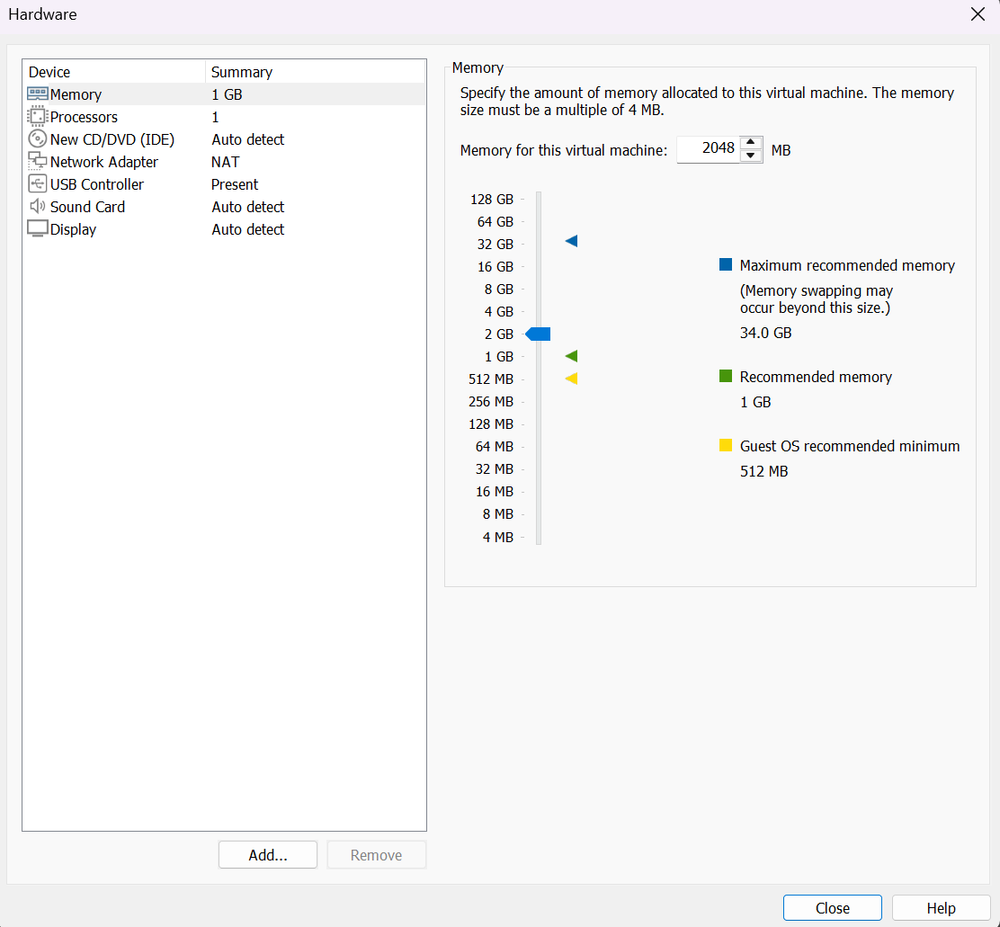 Hardware
Device Summary
Memory 1 GB
Processors 1
New CD/DVD (IDE) Auto detect
Network Adapter NAT
USB Controller Present
Sound Card Auto detect
Display Auto detect
Add...
Remove
Memory
Specify the amount of memory allocated to this virtual machine. The memory
size must be a multiple of 4 MB.
Memory for this virtual machine: 2048 MB
128 GB
64 GB
32 GB
16 GB
8 GB
4 GB
2 GB
1 GB
512 MB
256 MB
128 MB
64 MB
32 MB
16 MB
8 MB
4 MB
Maximum recommended memory
(Memory swapping may
occur beyond this size.)
34.0 GB
Recommended memory
1 GB
Guest OS recommended minimum
512 MB
Close
Help